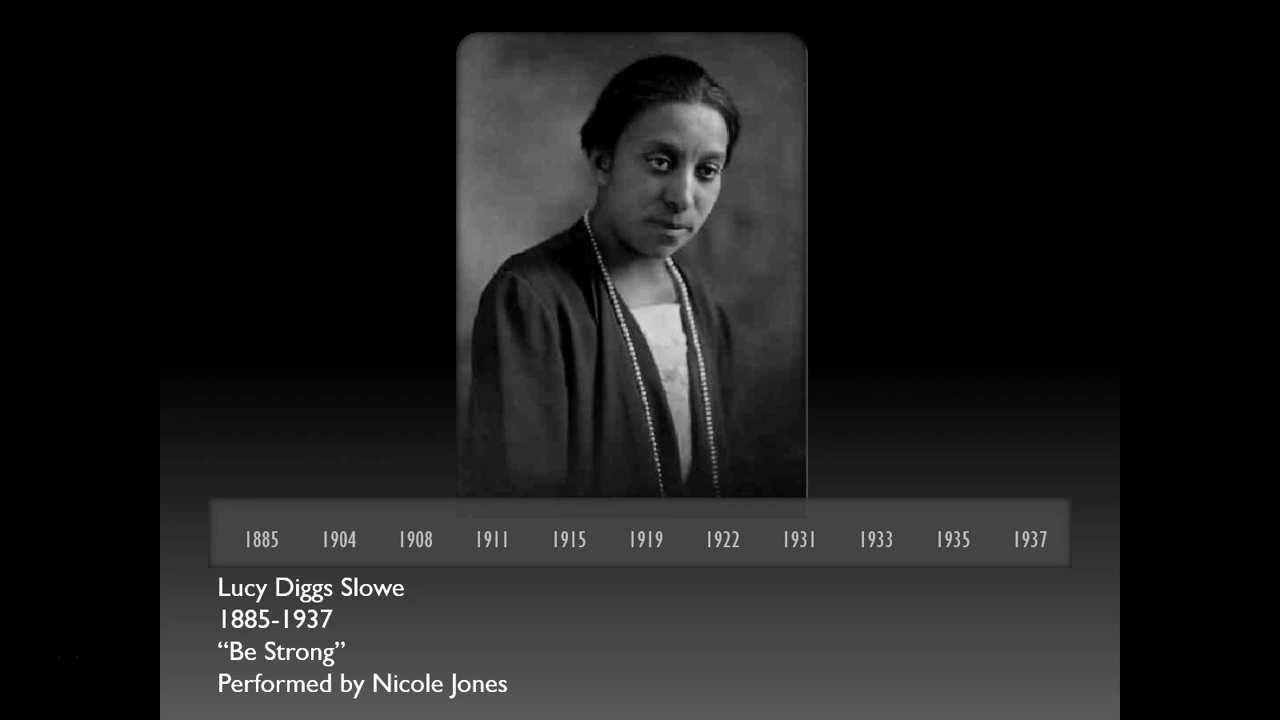 1885 1904 1908 1911 1915 1919 1922 1931 1933 1935 1937
Lucy Diggs Slowe
1885-1937
“Be Strong”
Performed by Nicole Jones